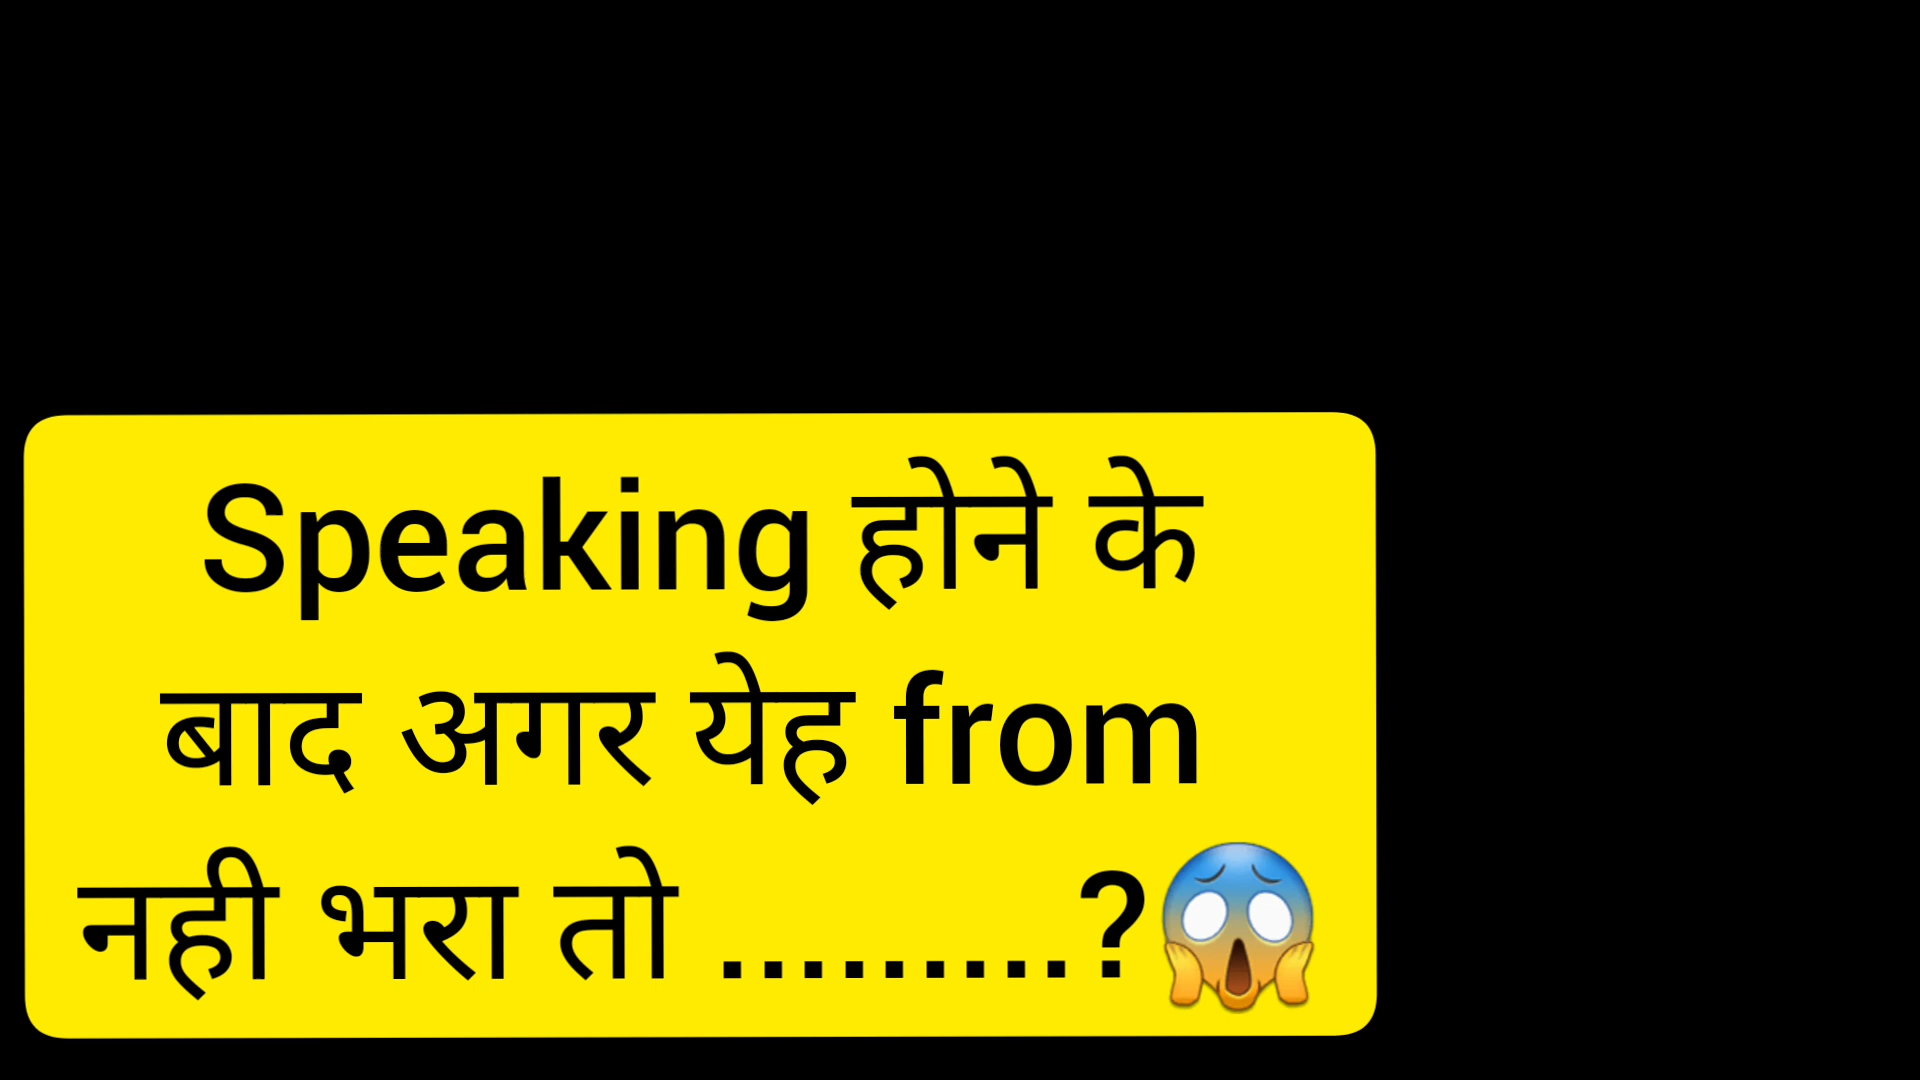 Speaking होने के
बाद अगर येह from
नही भरा तो .........?😱